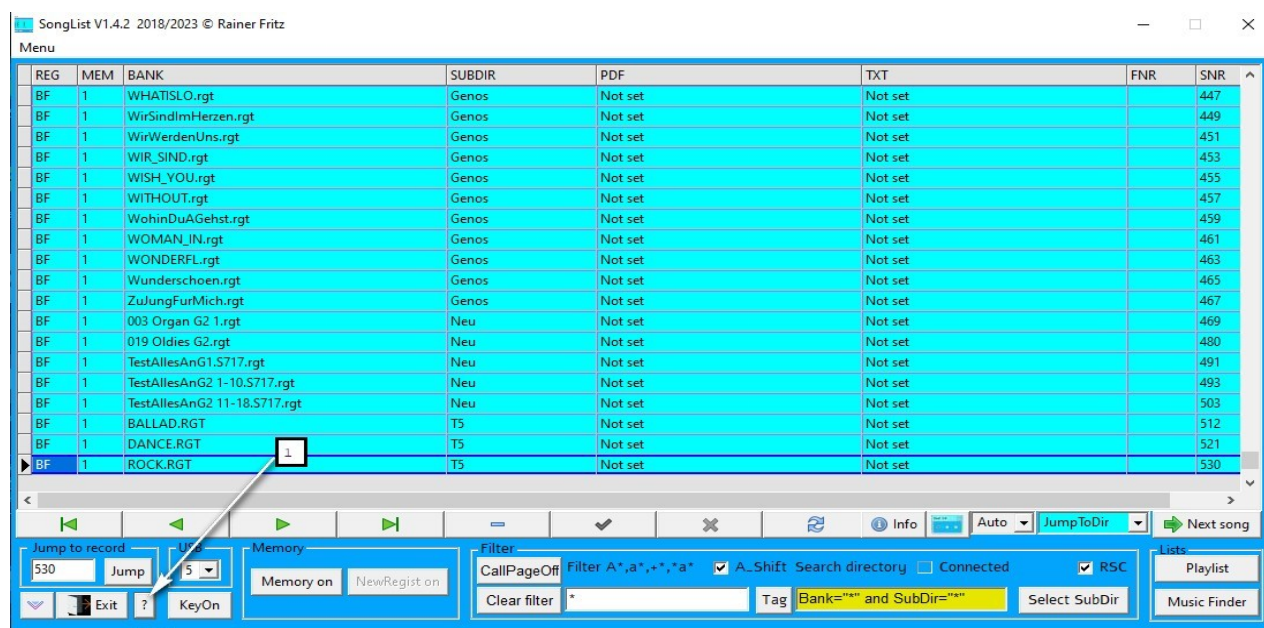 SongList V1.4.2 2018/2023 © Rainer Fritz
Menu
REG MEM BANK SUBDIR PDF TXT FNR SNR
BF 1 WHATISLO.rgt Genos Not set Not set 447
BF 1 WirSindImHerzen.rgt Genos Not set Not set 449
BF 1 WirWerdenUns.rgt Genos Not set Not set 451
BF 1 WIR_SIND.rgt Genos Not set Not set 453
BF 1 WISH_YOU.rgt Genos Not set Not set 455
BF 1 WITHOUT.rgt Genos Not set Not set 457
BF 1 WohinDuAGehst.rgt Genos Not set Not set 459
BF 1 WOMAN_IN.rgt Genos Not set Not set 461
BF 1 WONDERFL.rgt Genos Not set Not set 463
BF 1 Wunderschoen.rgt Genos Not set Not set 465
BF 1 ZuJungFurMich.rgt Genos Not set Not set 467
BF 1 003 Organ G2 1.rgt Neu Not set Not set 469
BF 1 019 Oldies G2.rgt Neu Not set Not set 480
BF 1 TestAllesAnG1.S717.rgt Neu Not set Not set 491
BF 1 TestAllesAnG2 1-10.S717.rgt Neu Not set Not set 493
BF 1 TestAllesAnG2 11-18.S717.rgt Neu Not set Not set 503
BF 1 BALLAD.RGT T5 Not set Not set 512
BF 1 DANCE.RGT T5 Not set Not set 521
1
BF 1 ROCK.RGT T5 Not set Not set 530
Info Auto JumpToDir Next song
Jump to record USB Memory Filter Lists
530 Jump 5 Memory on NewRegist on CallPageOff Filter A*,a*,+*,*a* A_Shift Search directory Connected RSC Playlist
Exit ? KeyOn Clear filter * Tag Bank="*" and SubDir="*" Select SubDir Music Finder